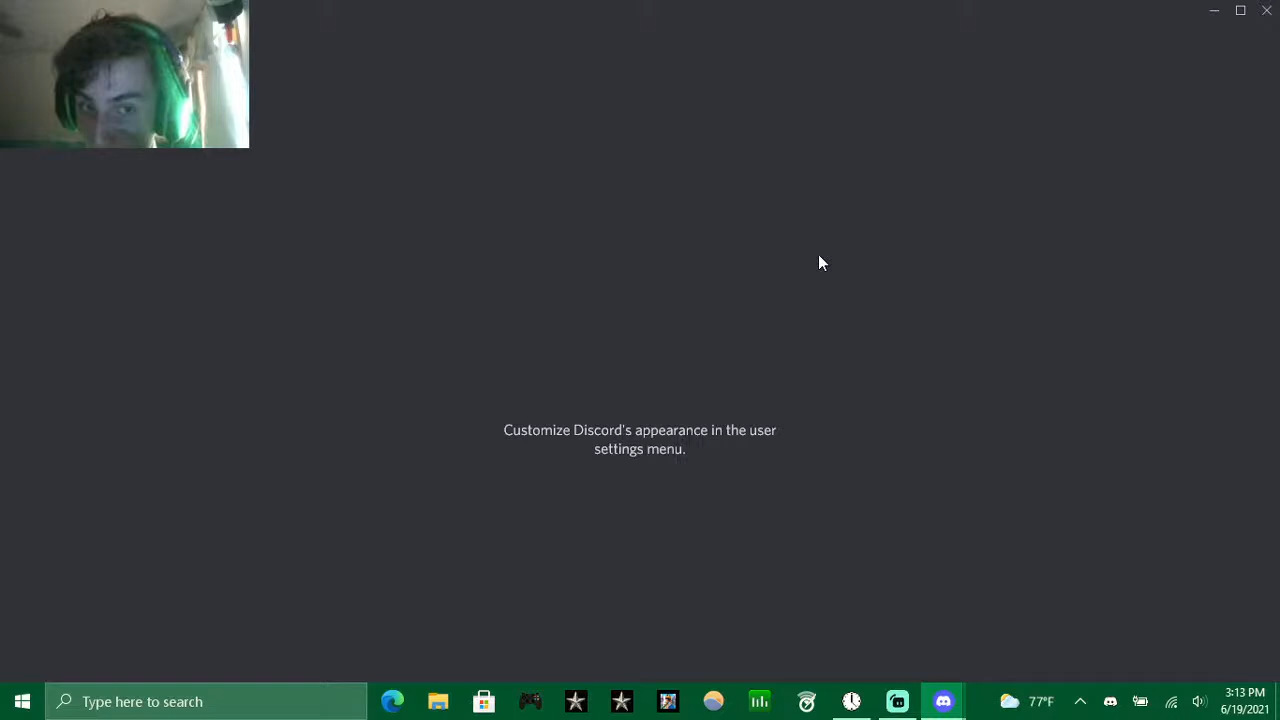 Customize Discord's appearance in the user
settings menu.
Type here to search
77°F
3:13 PM
6/19/2021